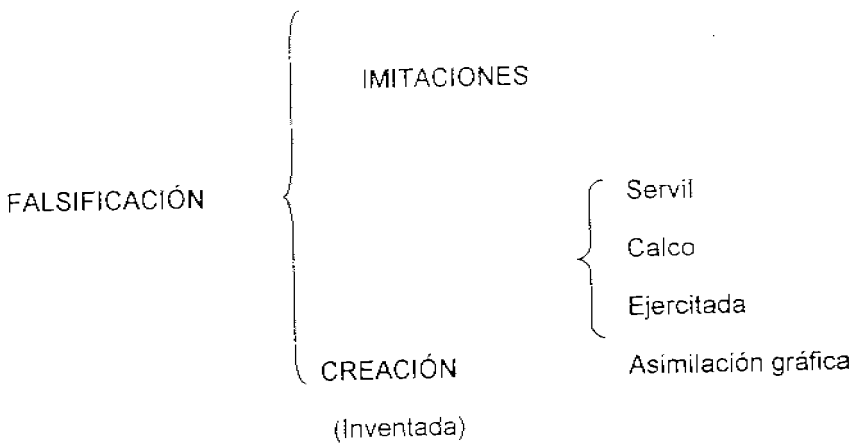 IMITACIONES
FALSIFICACIÓN
Servil
Calco
Ejercitada
CREACIÓN
Asimilación gráfica
(Inventada)